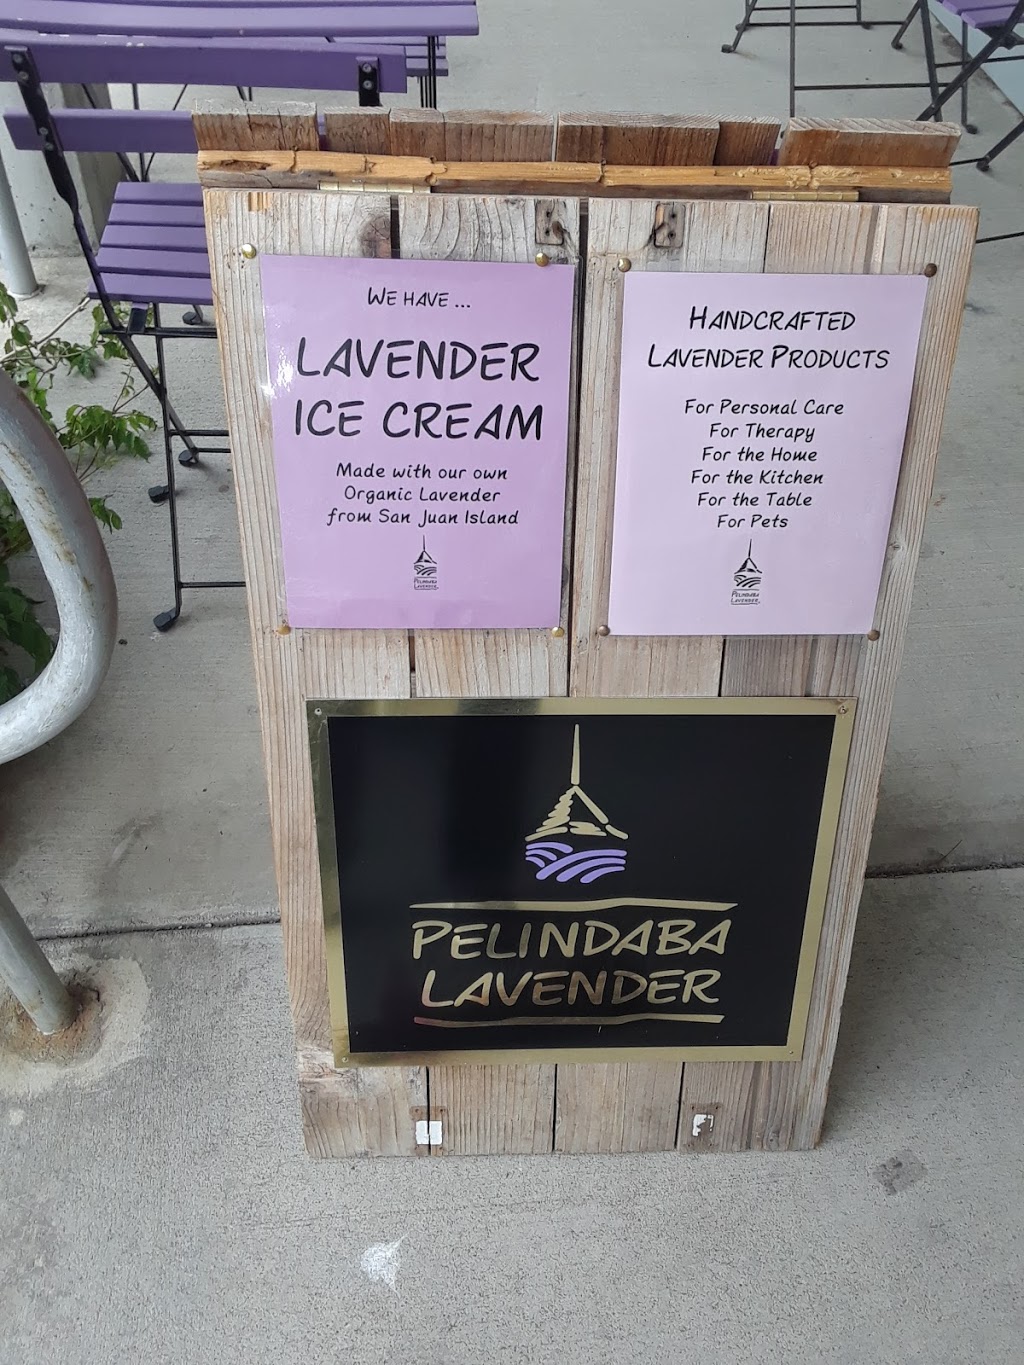 WE HAVE ...
LAVENDER
ICE CREAM
Made with our own
Organic Lavender
from San Juan Island
PELINDABA
LAVENDER
HANDCRAFTED
LAVENDER PRODUCTS
For Personal Care
For Therapy
For the Home
For the Kitchen
For the Table
For Pets
PELINDABA
LAVENDER
PELINDABA
LAVENDER